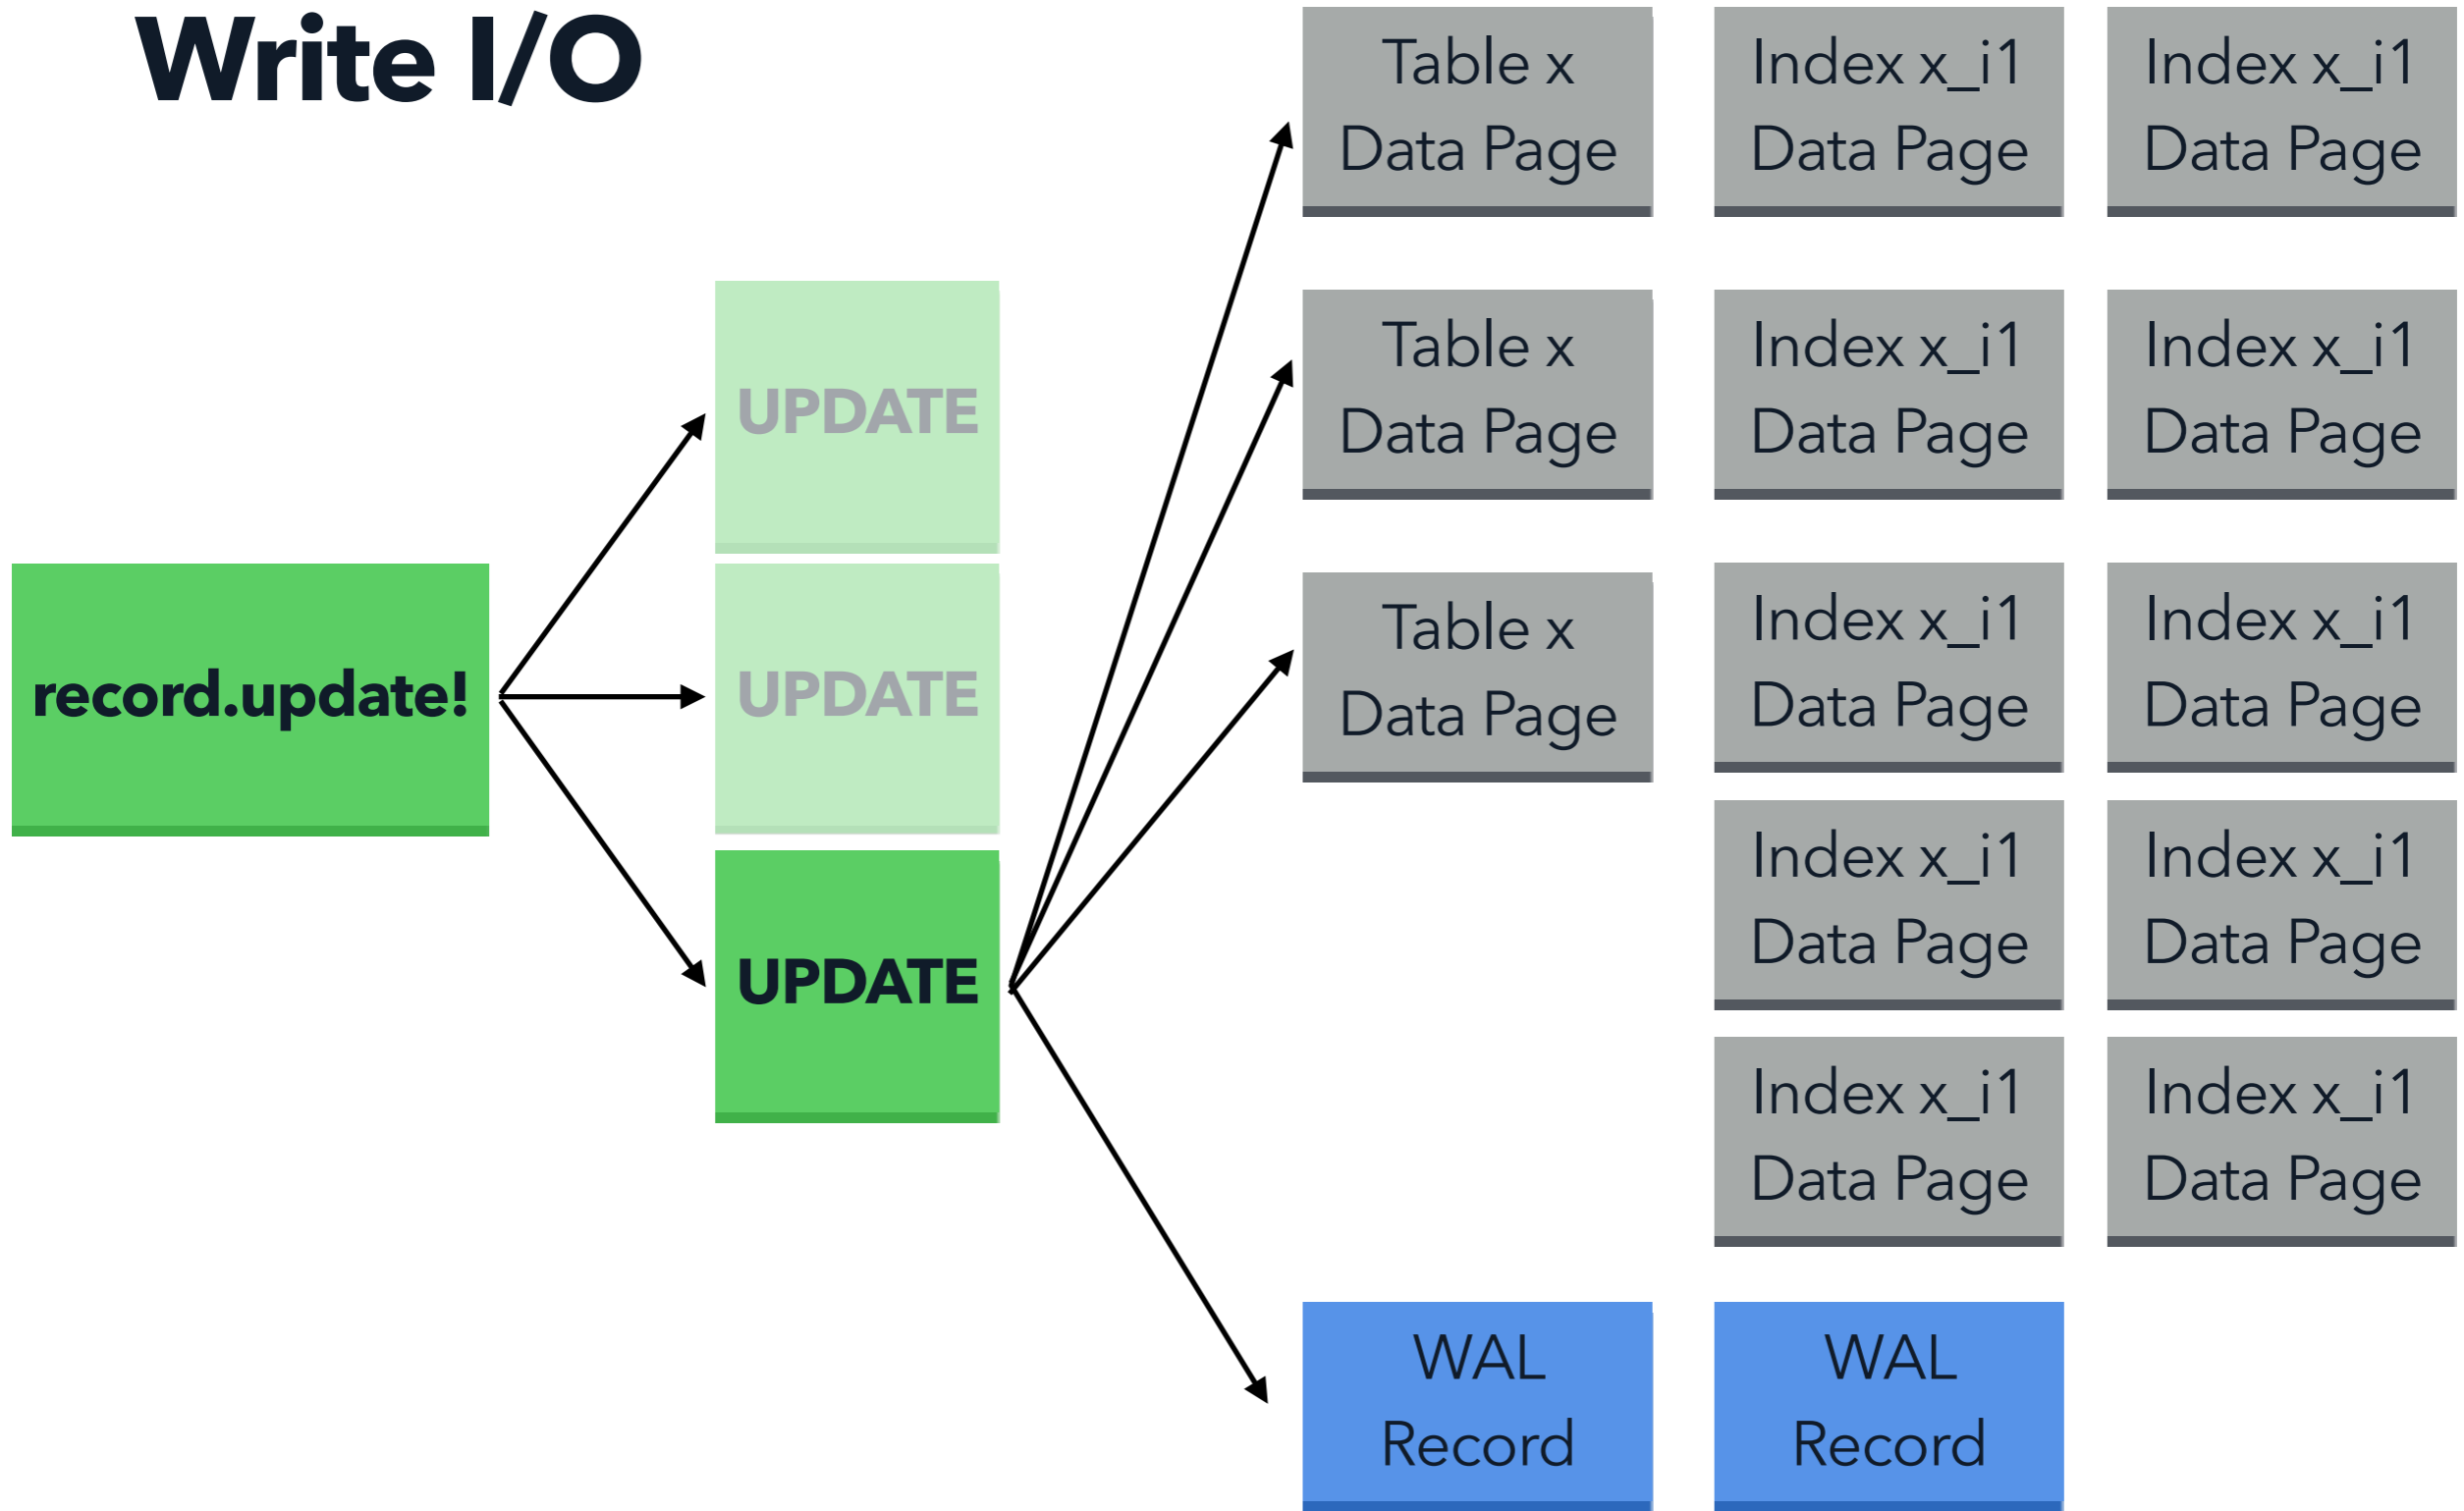 Write I/O
Table x
Data Page
Index x_i1
Data Page
Index x_i1
Data Page
UPDATE
Table x
Data Page
Index x_i1
Data Page
Index x_i1
Data Page
record.update!
UPDATE
Table x
Data Page
Index x_i1
Data Page
Index x_i1
Data Page
UPDATE
Index x_i1
Data Page
Index x_i1
Data Page
Index x_i1
Data Page
Index x_i1
Data Page
WAL
Record
WAL
Record